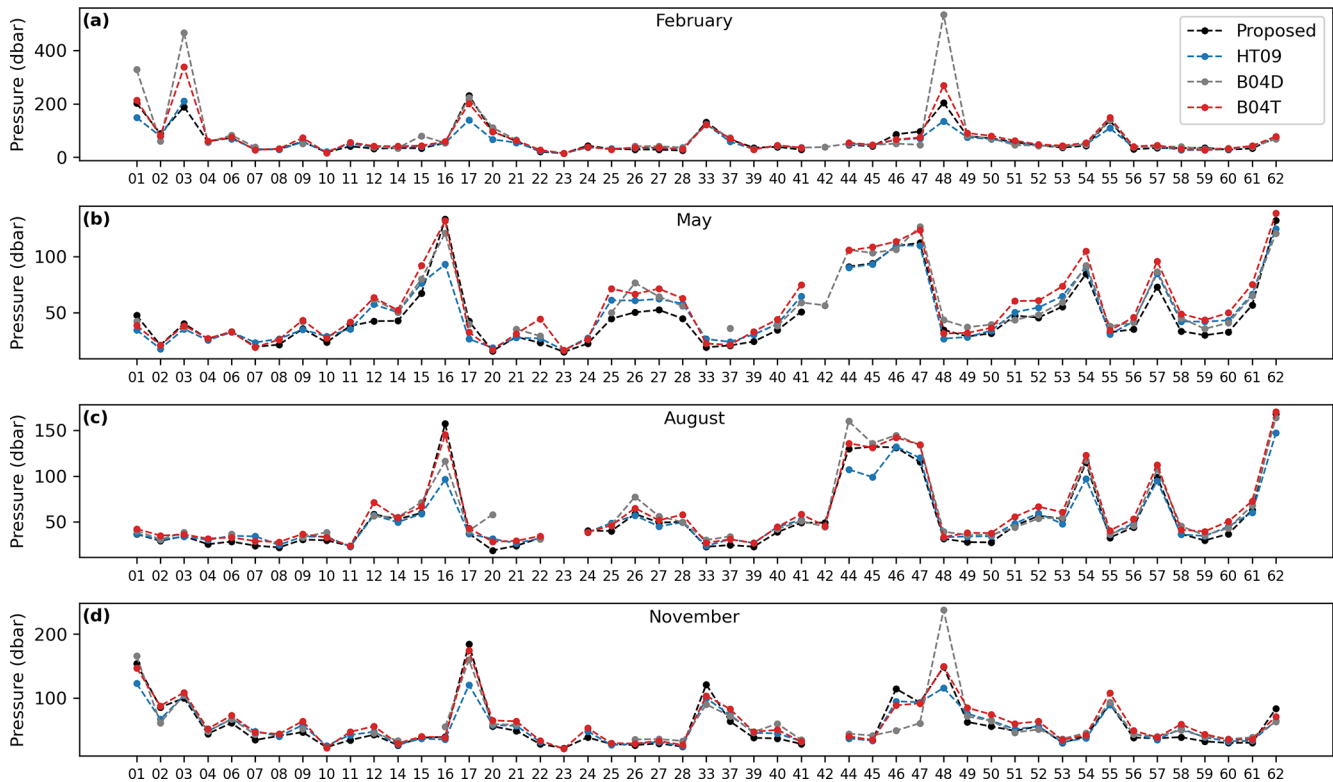 (a) February
Pressure (dbar)
400
200
0
Proposed
HT09
B04D
B04T
01 02 03 04 06 07 08 09 10 11 12 14 15 16 17 20 21 22 23 24 25 26 27 28 33 37 39 40 41 42 44 45 46 47 48 49 50 51 52 53 54 55 56 57 58 59 60 61 62
(b) May
Pressure (dbar)
100
50
01 02 03 04 06 07 08 09 10 11 12 14 15 16 17 20 21 22 23 24 25 26 27 28 33 37 39 40 41 42 44 45 46 47 48 49 50 51 52 53 54 55 56 57 58 59 60 61 62
(c) August
Pressure (dbar)
150
100
50
01 02 03 04 06 07 08 09 10 11 12 14 15 16 17 20 21 22 23 24 25 26 27 28 33 37 39 40 41 42 44 45 46 47 48 49 50 51 52 53 54 55 56 57 58 59 60 61 62
(d) November
Pressure (dbar)
200
100
01 02 03 04 06 07 08 09 10 11 12 14 15 16 17 20 21 22 23 24 25 26 27 28 33 37 39 40 41 42 44 45 46 47 48 49 50 51 52 53 54 55 56 57 58 59 60 61 62